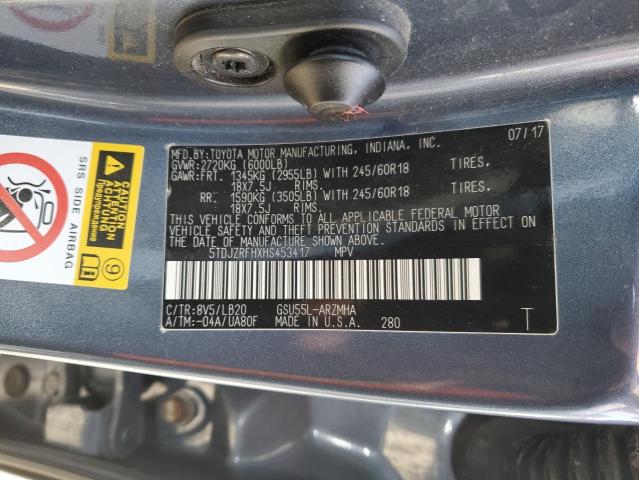 07/17
MFD.BY:TOYOTA MOTOR MANUFACTURING, INDIANA, INC.
GVWR:2720KG (6000LB)
GAWR:FRT. 1345KG (2955LB) WITH 245/60R18 TIRES.
18X7.5J RIMS.
RR. 1590KG (3505LB) WITH 245/60R18 TIRES.
18X7.5J RIMS.
THIS VEHICLE CONFORMS TO ALL APPLICABLE FEDERAL MOTOR
VEHICLE SAFETY AND THEFT PREVENTION STANDARDS IN EFFECT
ON THE DATE OF MANUFACTURE SHOWN ABOVE.
5TDJZRFHXHS453417 MPV
C/TR:8V5/LB20 GSU55L-ARZMHA
A/TM:-04A/UA80F MADE IN U.S.A. 280 T
SRS SIDE AIRBAG
CAUTION
ATTENTION
ACHTUNG
9